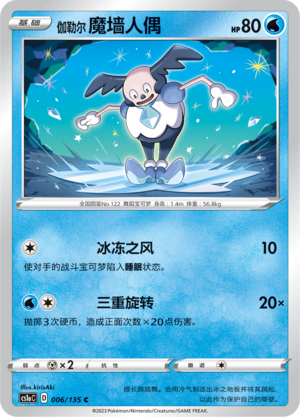 基础
伽勒尔 魔墙人偶
HP80
全国图鉴No.122 舞蹈宝可梦 身高：1.4m 体重：56.8kg
冰冻之风 10
使对手的战斗宝可梦陷入睡眠状态。
三重旋转 20×
抛掷3次硬币，造成正面次数×20点伤害。
弱点 ×2 抗性 撤退
Illus.kirisAki
D 006/135 C
擅长踢踏舞。会用冷气制造出冰之地板并将其踢起，
以此作为保护自己的屏障。
©2023 Pokémon/Nintendo/Creatures/GAME FREAK.